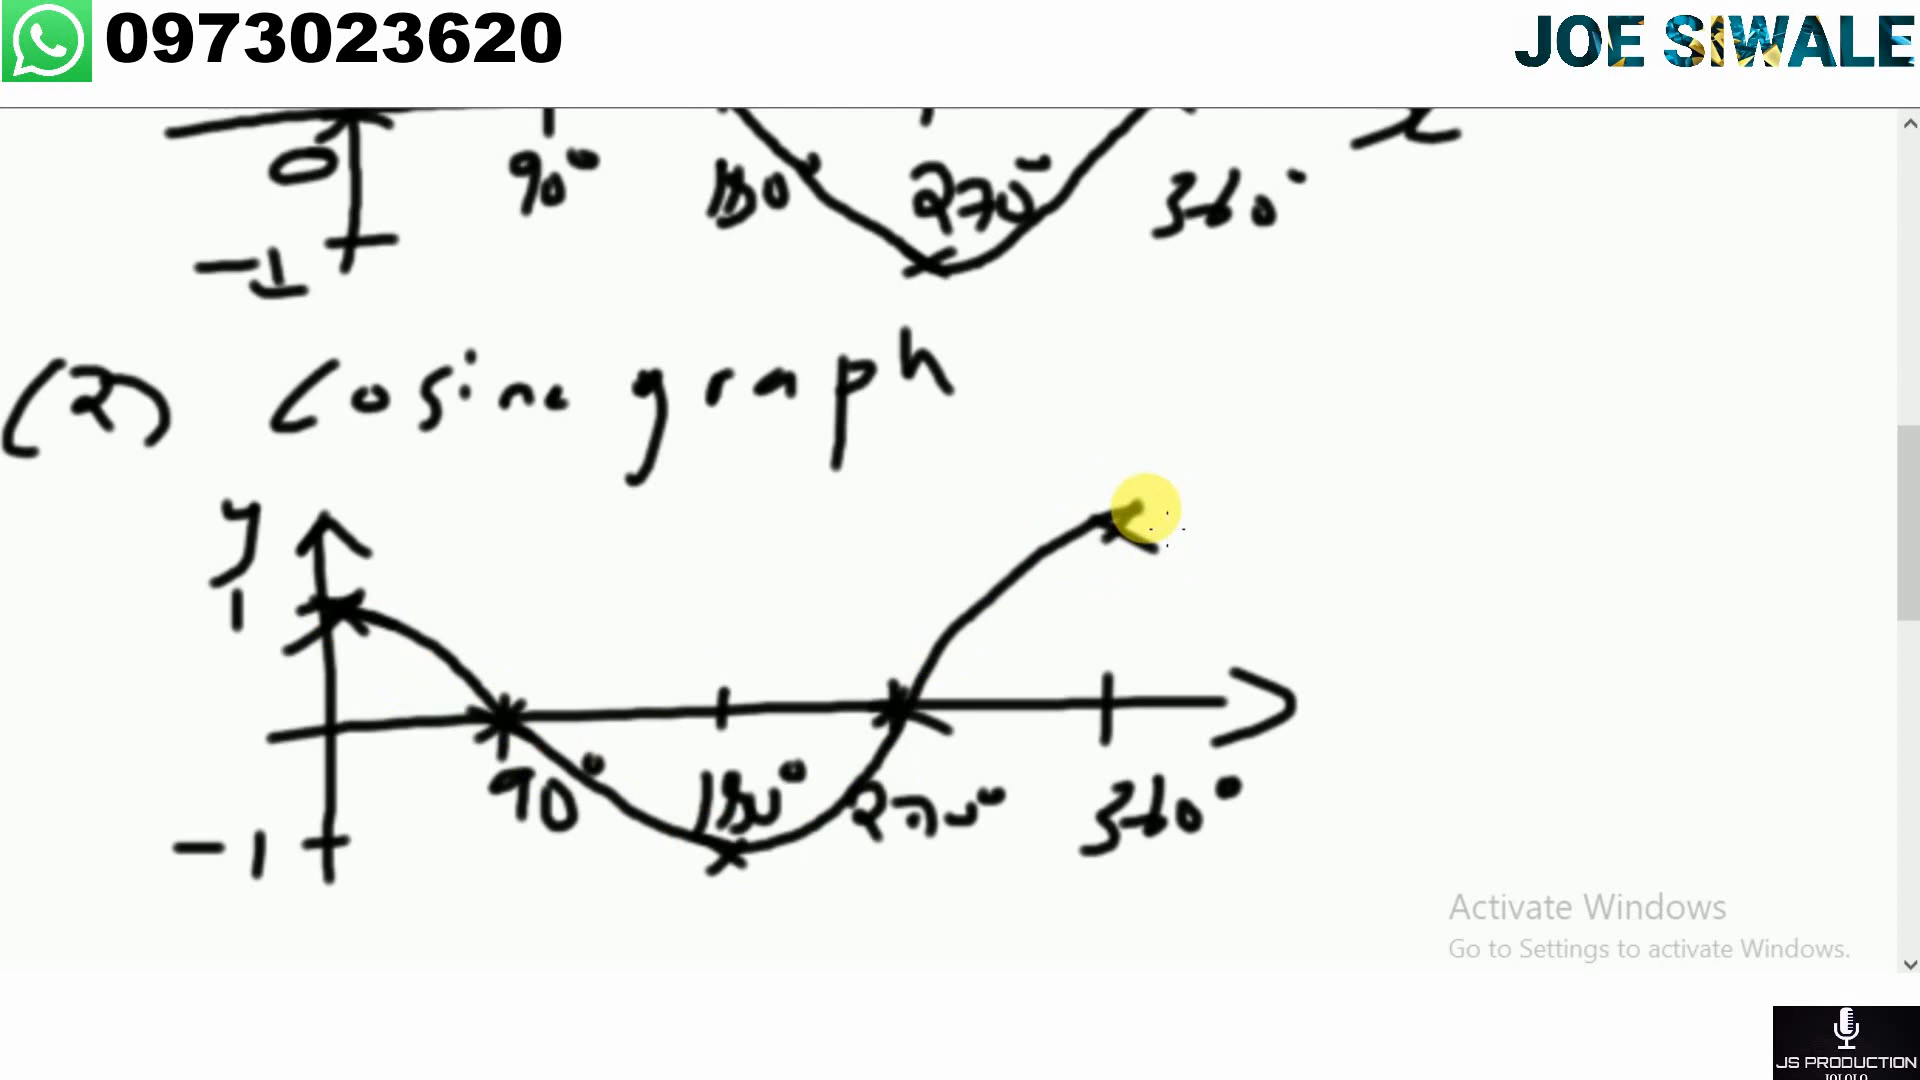 0973023620
JOE SIWALE
x
0 90° 180° 270° 360°
-1
(2) Cosine graph
y
1
90° 180° 270° 360°
-1
Activate Windows
Go to Settings to activate Windows.
JS PRODUCTION